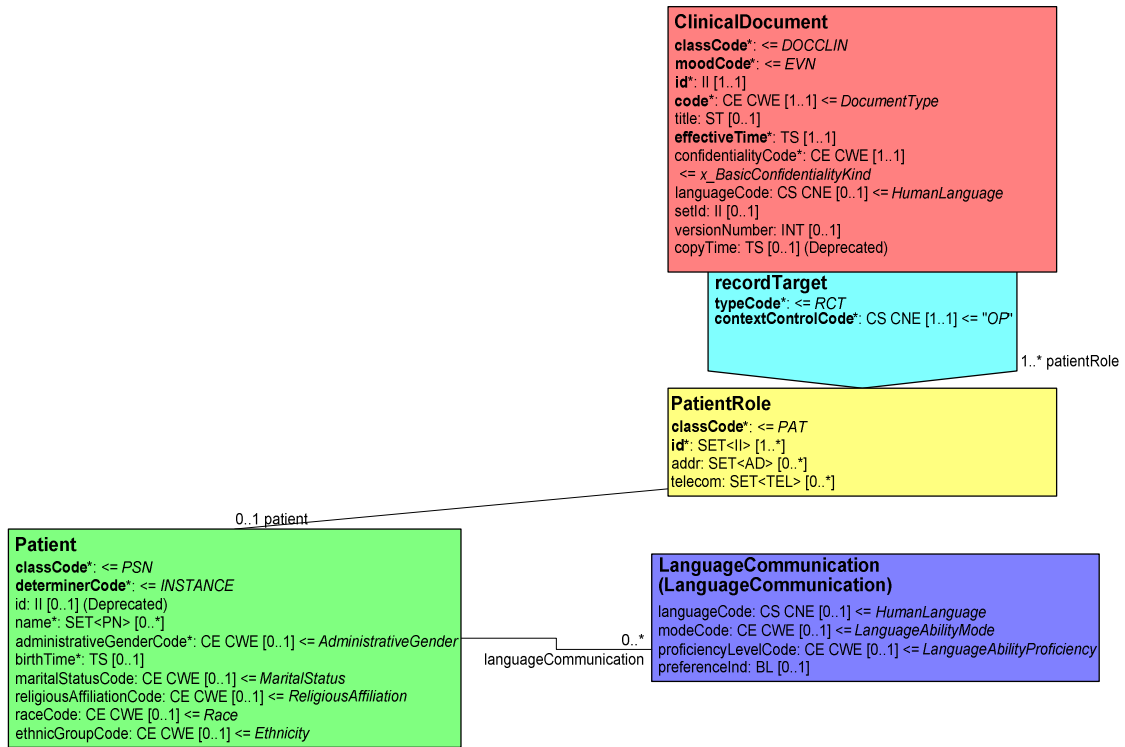 ClinicalDocument
classCode*: <= DOCCLIN
moodCode*: <= EVN
id*: II [1..1]
code*: CE CWE [1..1] <= DocumentType
title: ST [0..1]
effectiveTime*: TS [1..1]
confidentialityCode*: CE CWE [1..1]
<= x_BasicConfidentialityKind
languageCode: CS CNE [0..1] <= HumanLanguage
setId: II [0..1]
versionNumber: INT [0..1]
copyTime: TS [0..1] (Deprecated)
recordTarget
typeCode*: <= RCT
contextControlCode*: CS CNE [1..1] <= "OP"
1..* patientRole
PatientRole
classCode*: <= PAT
id*: SET<II> [1..*]
addr: SET<AD> [0..*]
telecom: SET<TEL> [0..*]
0..1 patient
Patient
classCode*: <= PSN
determinerCode*: <= INSTANCE
id: II [0..1] (Deprecated)
name*: SET<PN> [0..*]
administrativeGenderCode*: CE CWE [0..1] <= AdministrativeGender
birthTime*: TS [0..1]
maritalStatusCode: CE CWE [0..1] <= MaritalStatus
religiousAffiliationCode: CE CWE [0..1] <= ReligiousAffiliation
raceCode: CE CWE [0..1] <= Race
ethnicGroupCode: CE CWE [0..1] <= Ethnicity
0..*
languageCommunication
LanguageCommunication
(LanguageCommunication)
languageCode: CS CNE [0..1] <= HumanLanguage
modeCode: CE CWE [0..1] <= LanguageAbilityMode
proficiencyLevelCode: CE CWE [0..1] <= LanguageAbilityProficiency
preferenceInd: BL [0..1]